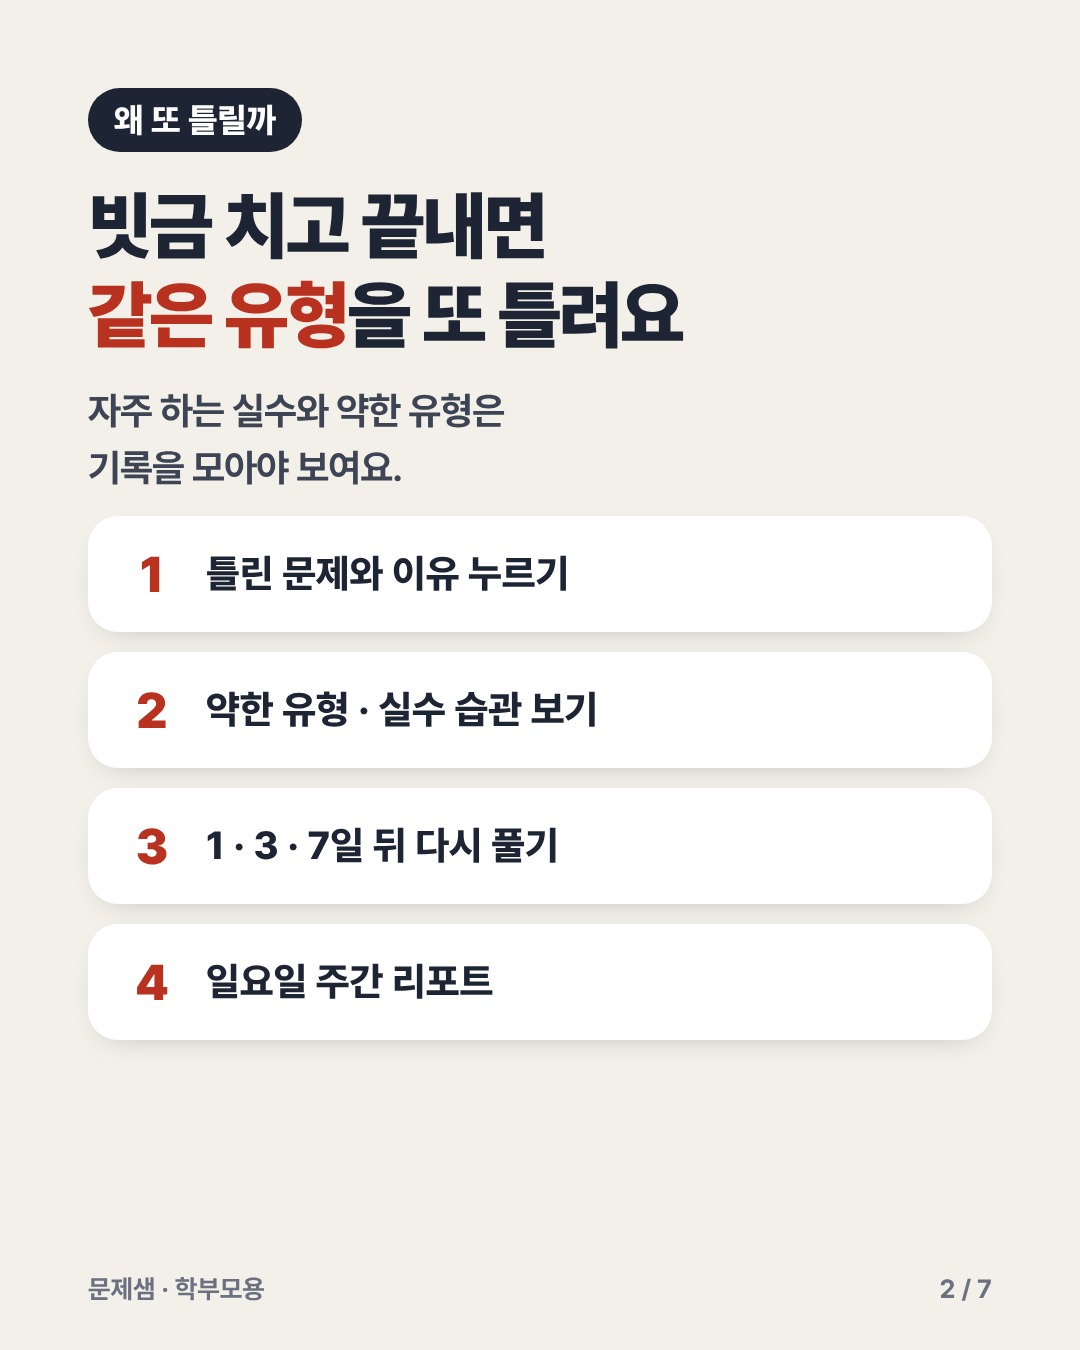 왜 또 틀릴까
빗금 치고 끝내면
같은 유형을 또 틀려요
자주 하는 실수와 약한 유형은
기록을 모아야 보여요.
1 틀린 문제와 이유 누르기
2 약한 유형 · 실수 습관 보기
3 1 · 3 · 7일 뒤 다시 풀기
4 일요일 주간 리포트
문제샘 · 학부모용
2 / 7